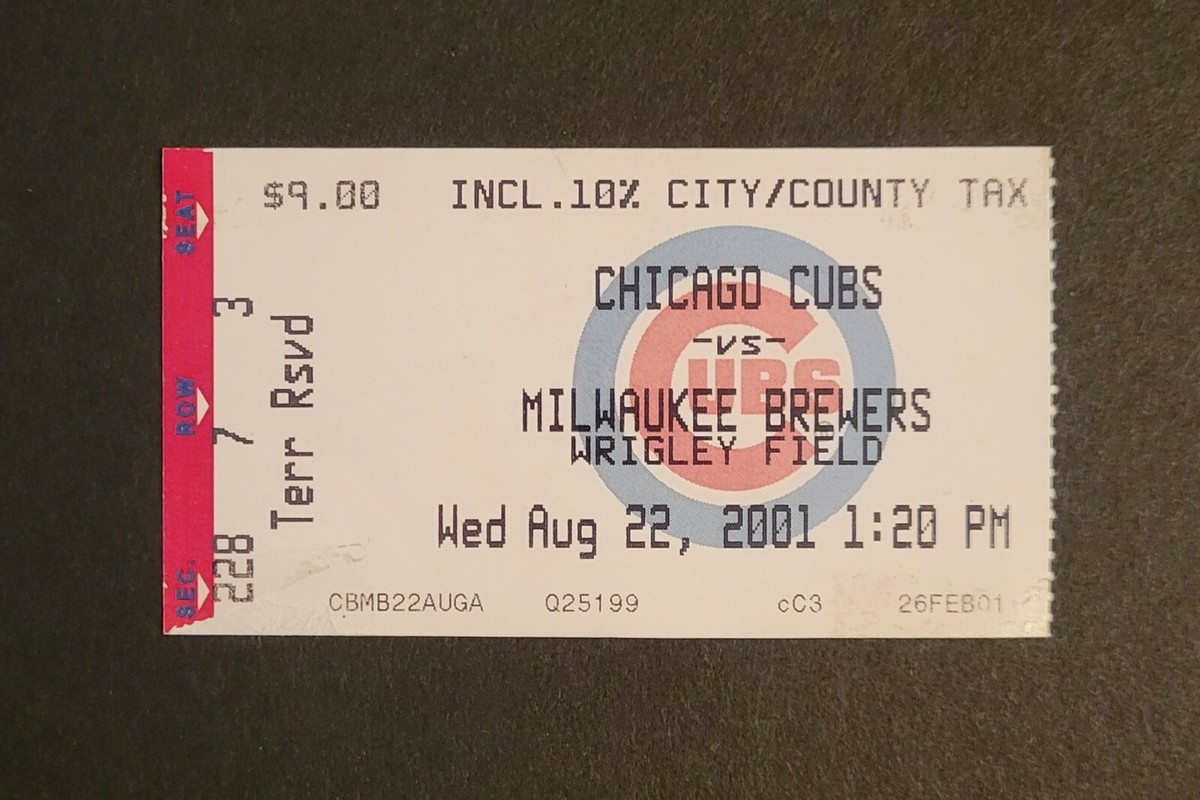 $9.00 INCL.10% CITY/COUNTY TAX
CHICAGO CUBS
-vs-
MILWAUKEE BREWERS
WRIGLEY FIELD
Wed Aug 22, 2001 1:20 PM
CBMB22AUGA Q25199 cC3 26FEB01
SEC. ROW SEAT
228 7 3
Terr Rsvd
CUBS